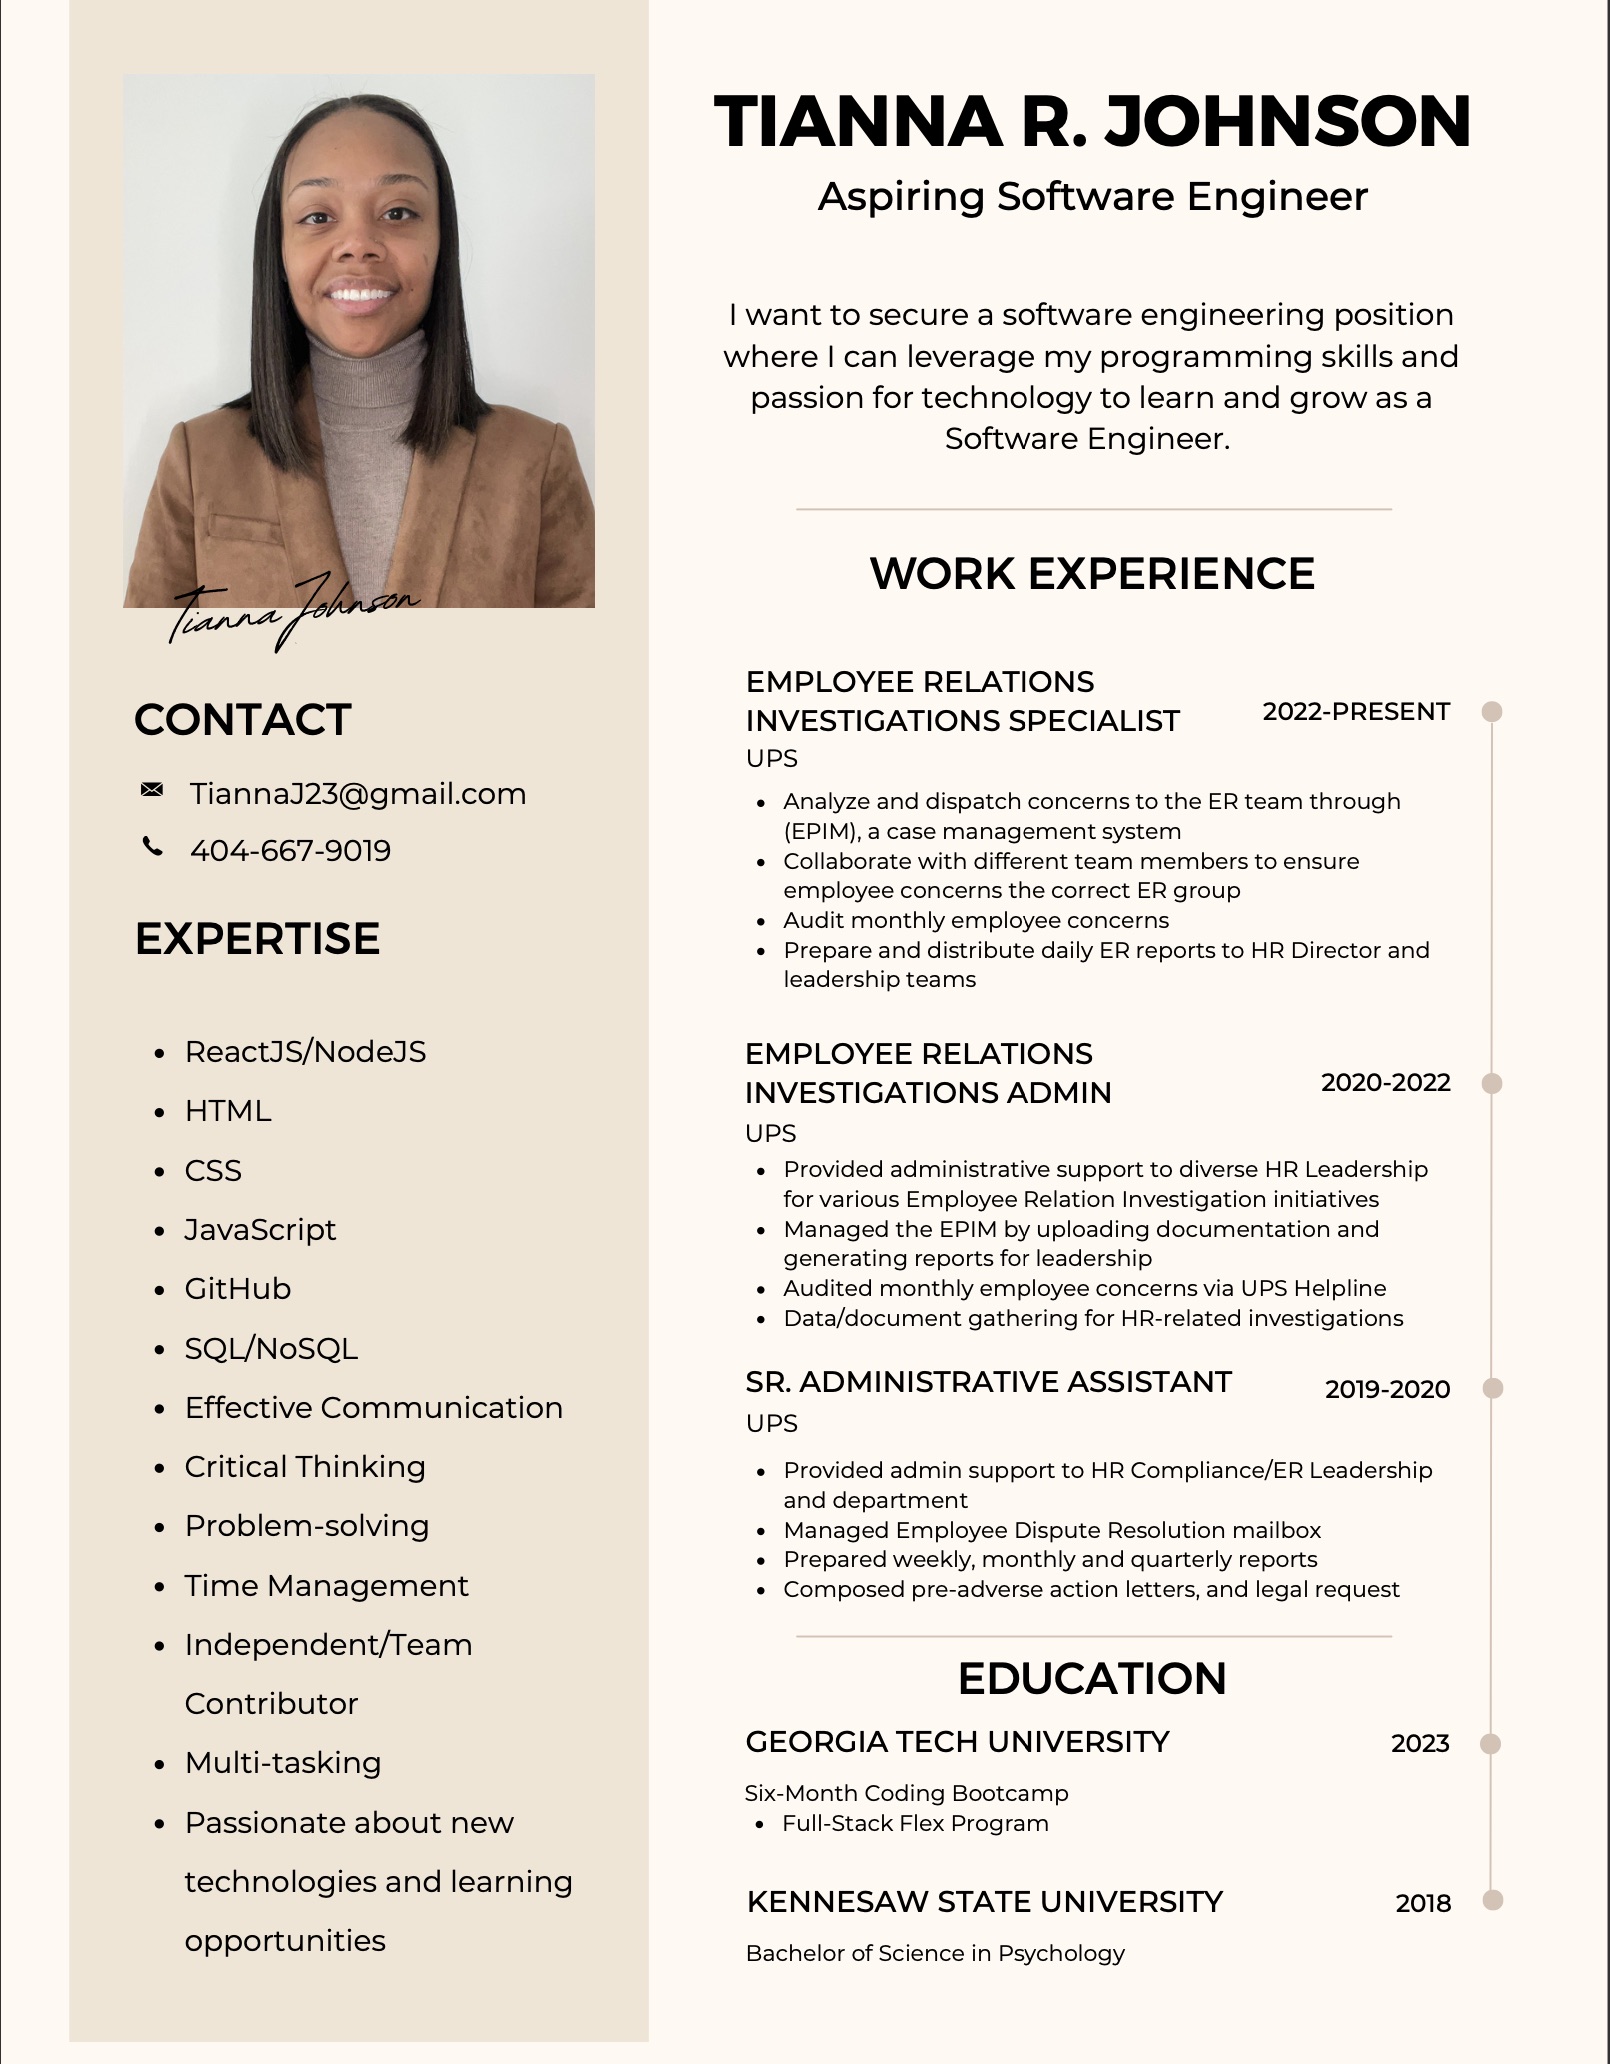 Tianna Johnson
CONTACT
TiannaJ23@gmail.com
404-667-9019
EXPERTISE
• ReactJS/NodeJS
• HTML
• CSS
• JavaScript
• GitHub
• SQL/NoSQL
• Effective Communication
• Critical Thinking
• Problem-solving
• Time Management
• Independent/Team
Contributor
• Multi-tasking
• Passionate about new
technologies and learning
opportunities
TIANNA R. JOHNSON
Aspiring Software Engineer
I want to secure a software engineering position
where I can leverage my programming skills and
passion for technology to learn and grow as a
Software Engineer.
WORK EXPERIENCE
EMPLOYEE RELATIONS
INVESTIGATIONS SPECIALIST
2022-PRESENT
UPS
• Analyze and dispatch concerns to the ER team through
(EPIM), a case management system
• Collaborate with different team members to ensure
employee concerns the correct ER group
• Audit monthly employee concerns
• Prepare and distribute daily ER reports to HR Director and
leadership teams
EMPLOYEE RELATIONS
INVESTIGATIONS ADMIN
2020-2022
UPS
• Provided administrative support to diverse HR Leadership
for various Employee Relation Investigation initiatives
• Managed the EPIM by uploading documentation and
generating reports for leadership
• Audited monthly employee concerns via UPS Helpline
• Data/document gathering for HR-related investigations
SR. ADMINISTRATIVE ASSISTANT
2019-2020
UPS
• Provided admin support to HR Compliance/ER Leadership
and department
• Managed Employee Dispute Resolution mailbox
• Prepared weekly, monthly and quarterly reports
• Composed pre-adverse action letters, and legal request
EDUCATION
GEORGIA TECH UNIVERSITY
2023
Six-Month Coding Bootcamp
• Full-Stack Flex Program
KENNESAW STATE UNIVERSITY
2018
Bachelor of Science in Psychology